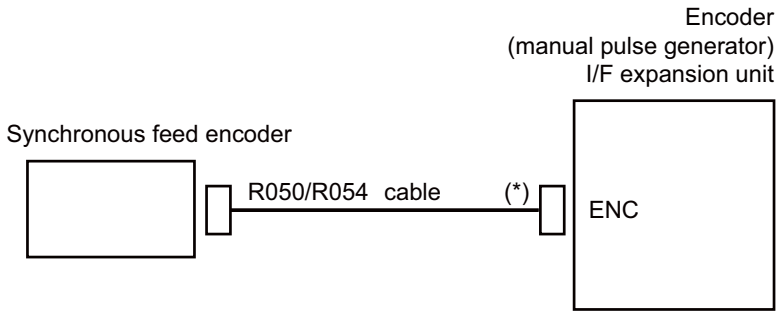 Encoder
(manual pulse generator)
I/F expansion unit
Synchronous feed encoder
R050/R054 cable (*)
ENC